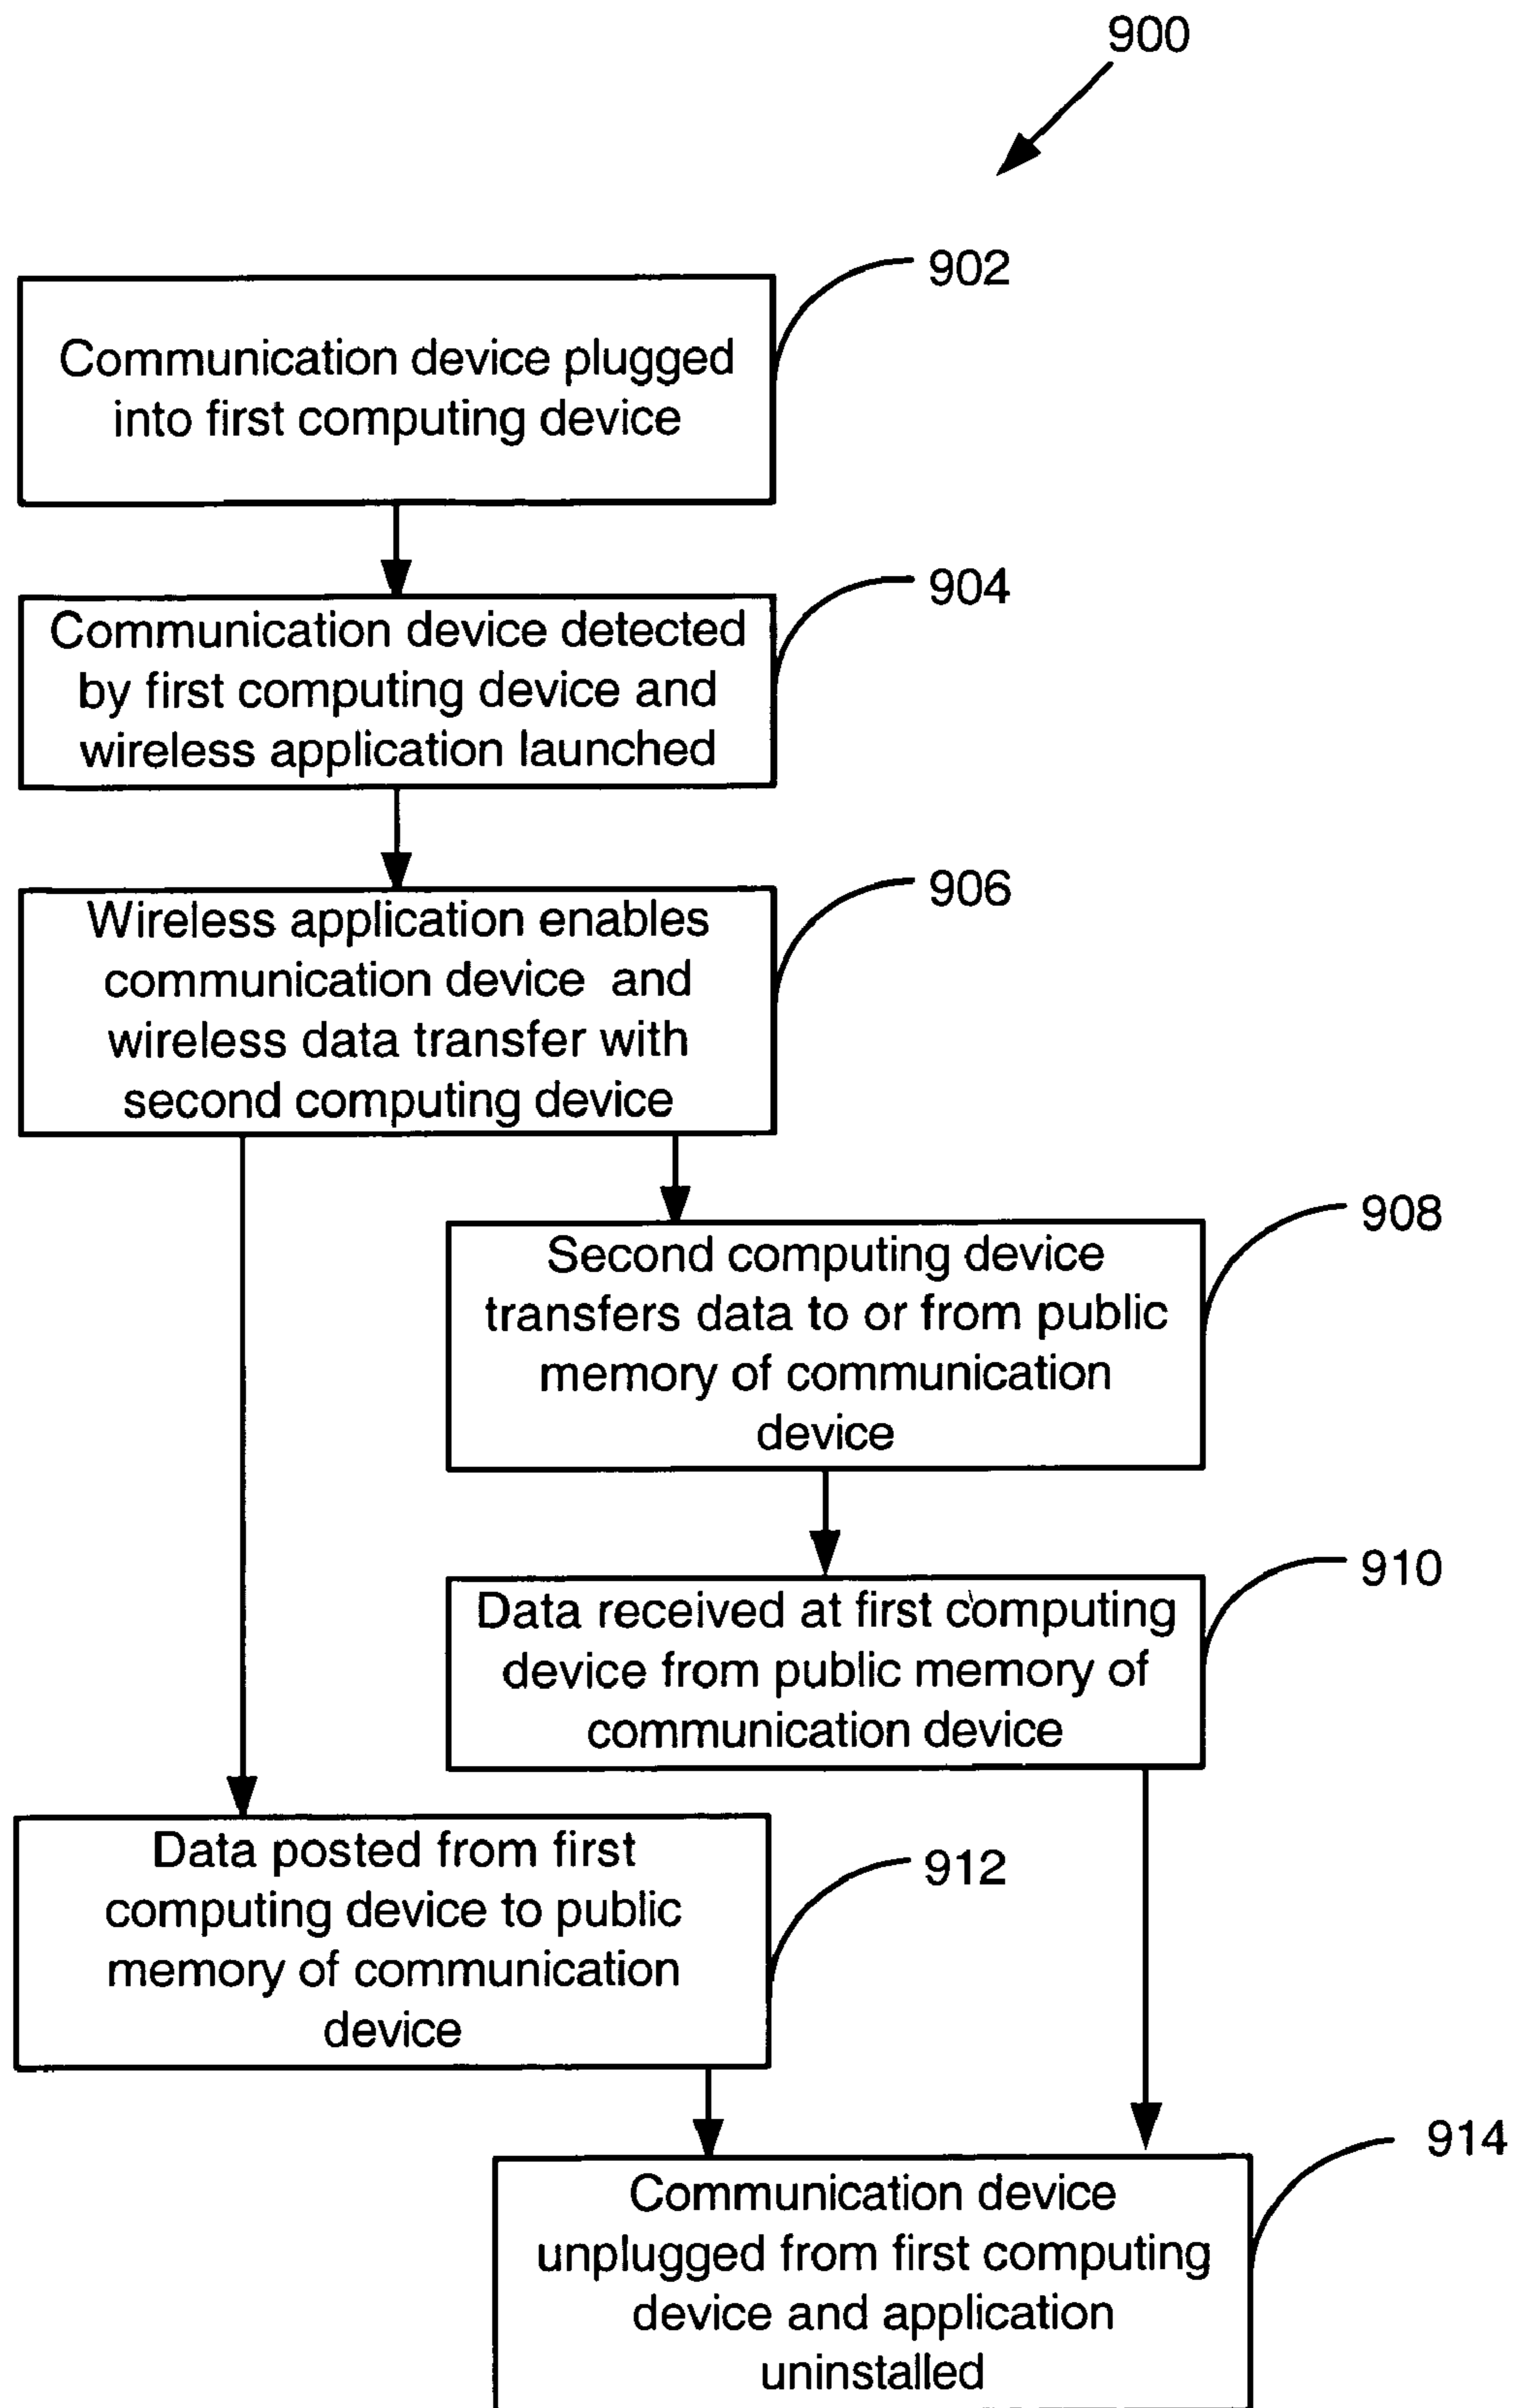 900
902
Communication device plugged
into first computing device
904
Communication device detected
by first computing device and
wireless application launched
906
Wireless application enables
communication device and
wireless data transfer with
second computing device
908
Second computing device
transfers data to or from public
memory of communication
device
910
Data received at first computing
device from public memory of
communication device
912
Data posted from first
computing device to public
memory of communication
device
914
Communication device
unplugged from first computing
device and application
uninstalled